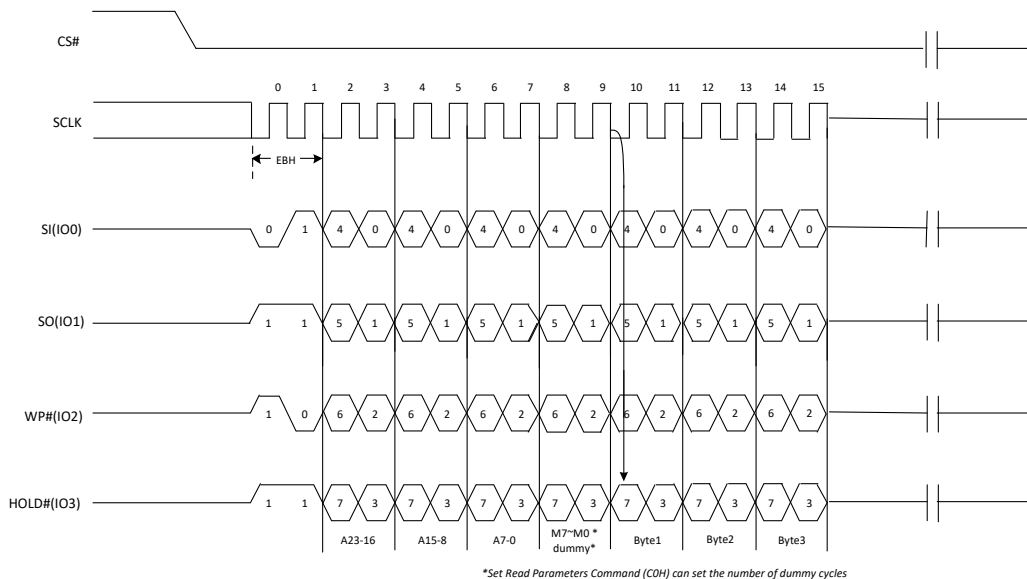 CS#
0 1 2 3 4 5 6 7 8 9 10 11 12 13 14 15
SCLK
EBH
SI(IO0) 0 1 4 0 4 0 4 0 4 0 4 0 4 0 4 0
SO(IO1) 1 1 5 1 5 1 5 1 5 1 5 1 5 1 5 1
WP#(IO2) 1 0 6 2 6 2 6 2 6 2 6 2 6 2 6 2
HOLD#(IO3) 1 1 7 3 7 3 7 3 7 3 7 3 7 3 7 3
A23-16 A15-8 A7-0 M7~M0 * Byte1 Byte2 Byte3
dummy*
*Set Read Parameters Command (C0H) can set the number of dummy cycles